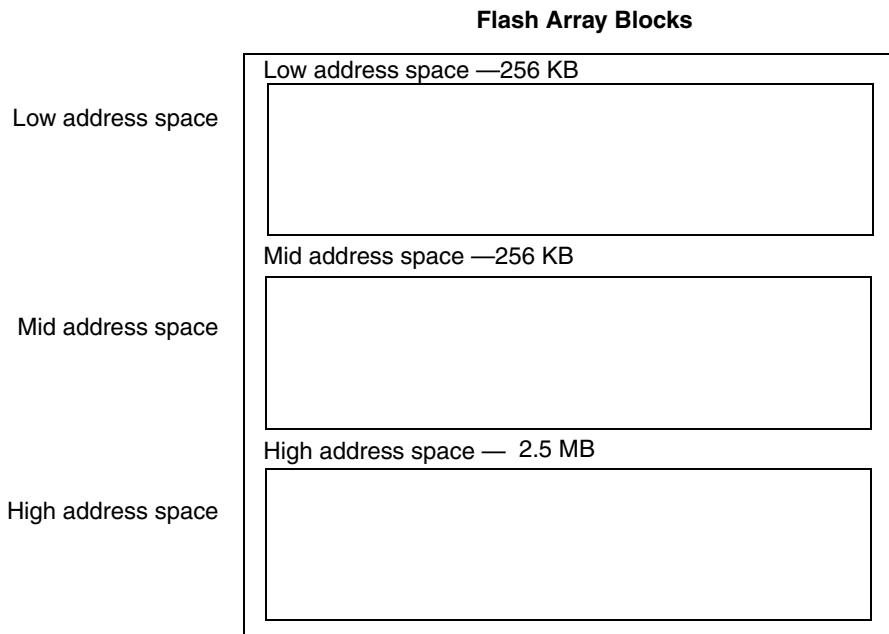 Flash Array Blocks
Low address space —256 KB
Low address space
Mid address space —256 KB
Mid address space
High address space — 2.5 MB
High address space